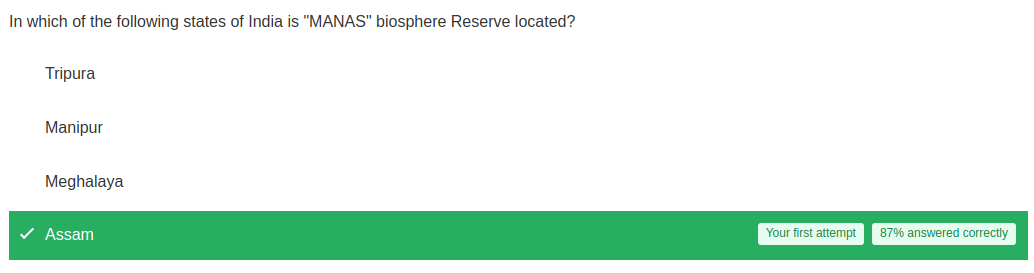 In which of the following states of India is "MANAS" biosphere Reserve located?
Tripura
Manipur
Meghalaya
Assam Your first attempt 87% answered correctly